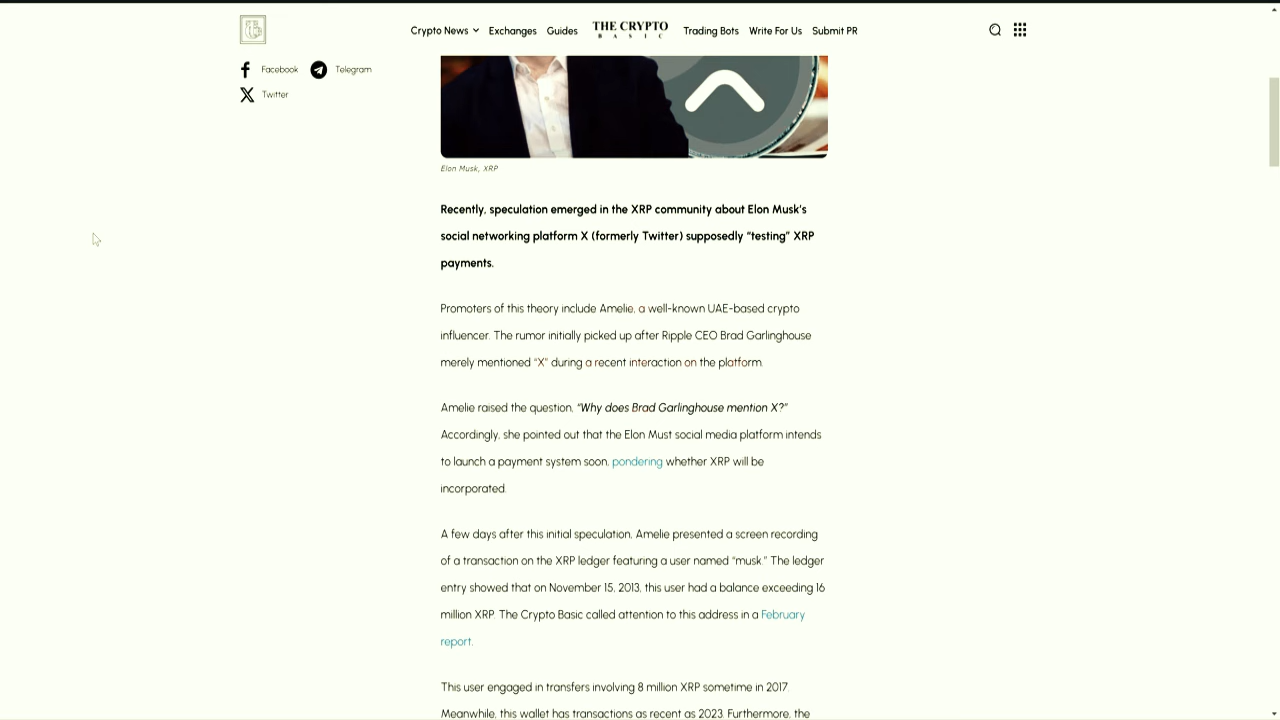 Crypto News Exchanges Guides THE CRYPTO BASIC Trading Bots Write For Us Submit PR
Facebook Telegram
Twitter
Elon Musk, XRP
Recently, speculation emerged in the XRP community about Elon Musk's
social networking platform X (formerly Twitter) supposedly “testing” XRP
payments.
Promoters of this theory include Amelie, a well-known UAE-based crypto
influencer. The rumor initially picked up after Ripple CEO Brad Garlinghouse
merely mentioned “X” during a recent interaction on the platform.
Amelie raised the question, “Why does Brad Garlinghouse mention X?”
Accordingly, she pointed out that the Elon Must social media platform intends
to launch a payment system soon, pondering whether XRP will be
incorporated.
A few days after this initial speculation, Amelie presented a screen recording
of a transaction on the XRP ledger featuring a user named “musk.” The ledger
entry showed that on November 15, 2013, this user had a balance exceeding 16
million XRP. The Crypto Basic called attention to this address in a February
report.
This user engaged in transfers involving 8 million XRP sometime in 2017.
Meanwhile, this wallet has transactions as recent as 2023. Furthermore, the